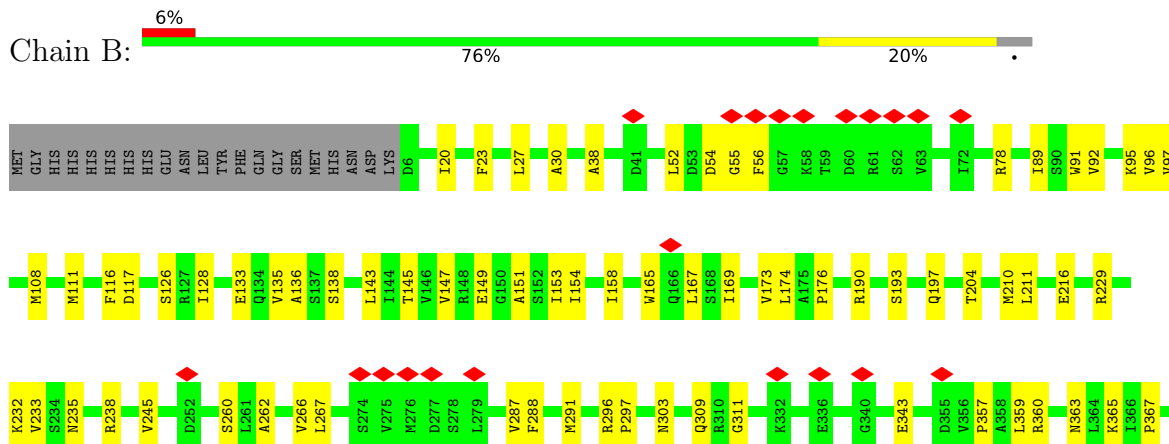 6%
Chain B:
76% 20% •
MET GLY HIS HIS HIS HIS HIS HIS GLU ASN LEU TYR PHE GLN GLY SER MET HIS ASN ASP LYS D6 I20 F23 L27 A30 A38 D41 L52 D53 D54 G55 F56 G57 K58 T59 D60 R61 S62 V63 I72 R78 I89 S90 W91 V92 K95 V96 V97
M108 M111 F116 D117 S126 R127 I128 E133 Q134 V135 A136 S137 S138 L143 I144 T145 V146 V147 R148 E149 G150 A151 S152 I153 I154 I158 W165 Q166 L167 S168 I169 V173 L174 A175 P176 R190 S193 Q197 T204 M210 L211 E216 R229
K232 V233 S234 N235 R238 V245 D252 S260 L261 A262 V266 L267 S274 V275 M276 D277 S278 L279 V287 F288 M291 R296 P297 N303 Q309 R310 G311 K332 E336 G340 E343 D355 V356 P357 A358 L359 R360 N363 L364 K365 I366 P367